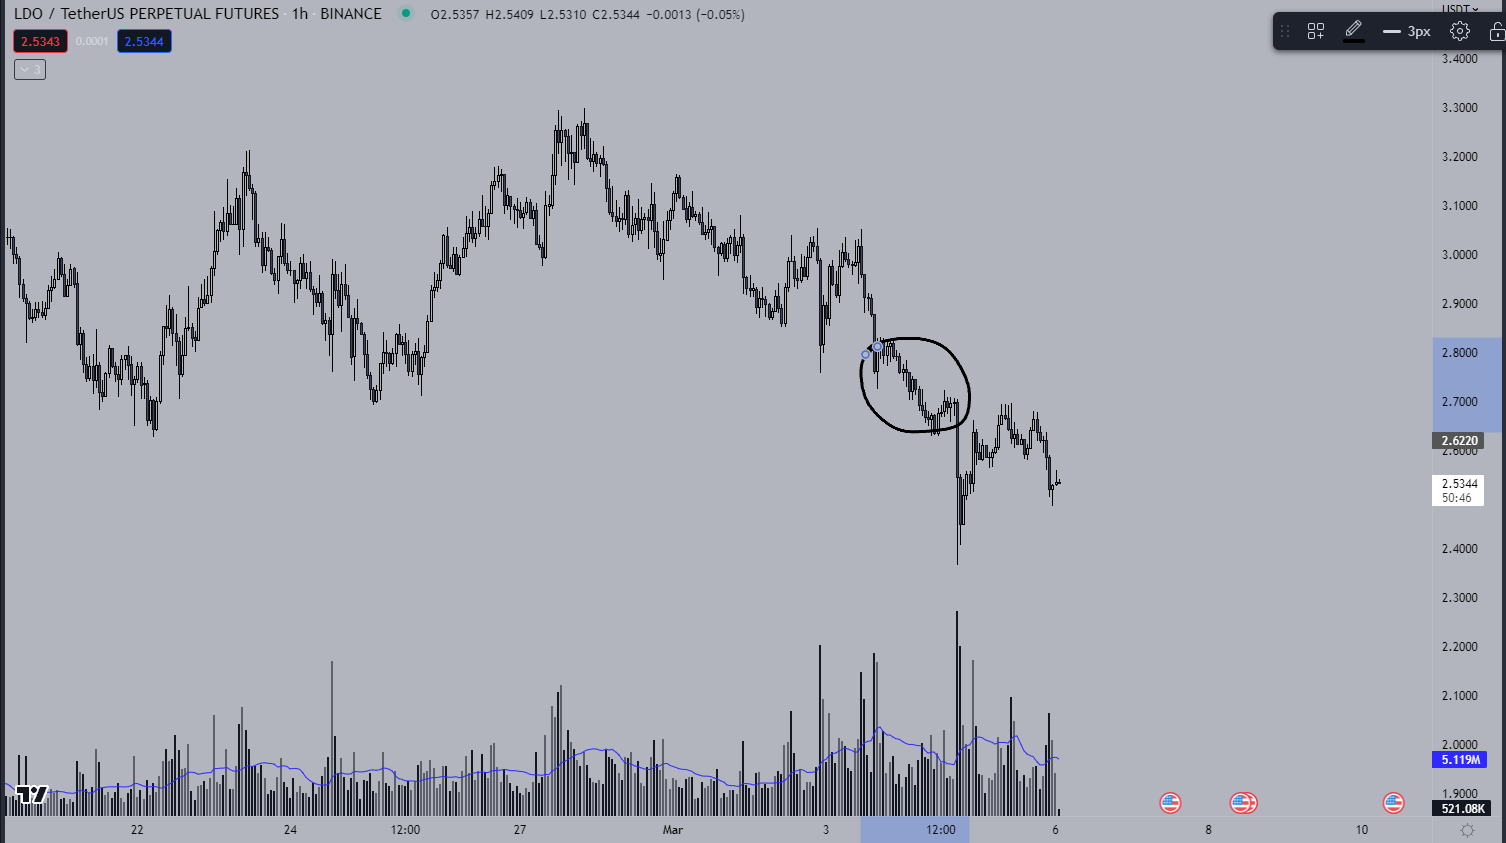 LDO / TetherUS PERPETUAL FUTURES · 1h · BINANCE O2.5357 H2.5409 L2.5310 C2.5344 −0.0013 (−0.05%)
USDT
2.5343 0.0001 2.5344
3px
3
3.4000
3.3000
3.2000
3.1000
3.0000
2.9000
2.8000
2.7000
2.6220
2.6000
2.5344
50:46
2.4000
2.3000
2.2000
2.1000
2.0000
5.119M
1.9000
521.08K
22 24 12:00 27 Mar 3 12:00 6 8 10